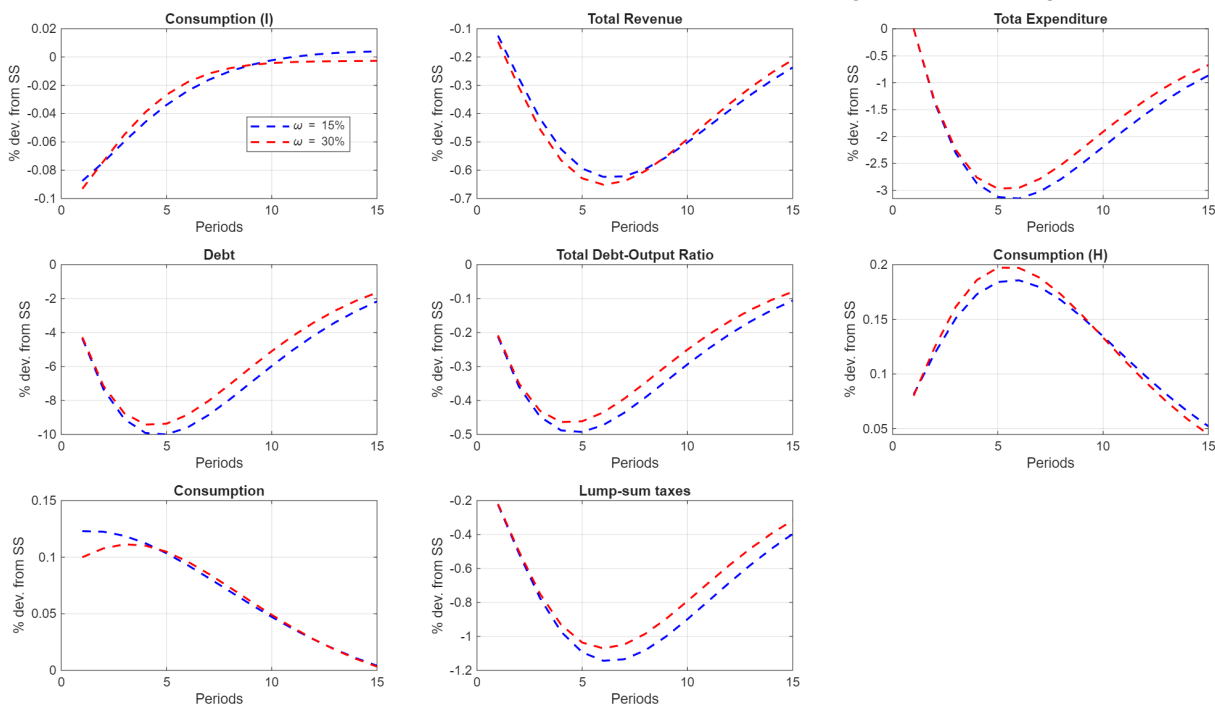 Consumption (I)
% dev. from SS
0.02
0
-0.02
-0.04
-0.06
-0.08
-0.1
ω = 15%
ω = 30%
0 5 10 15
Periods
Total Revenue
% dev. from SS
-0.1
-0.2
-0.3
-0.4
-0.5
-0.6
-0.7
0 5 10 15
Periods
Tota Expenditure
% dev. from SS
0
-0.5
-1
-1.5
-2
-2.5
-3
0 5 10 15
Periods
Debt
% dev. from SS
0
-2
-4
-6
-8
-10
0 5 10 15
Periods
Total Debt-Output Ratio
% dev. from SS
0
-0.1
-0.2
-0.3
-0.4
-0.5
0 5 10 15
Periods
Consumption (H)
% dev. from SS
0.2
0.15
0.1
0.05
0 5 10 15
Periods
Consumption
% dev. from SS
0.15
0.1
0.05
0
0 5 10 15
Periods
Lump-sum taxes
% dev. from SS
-0.2
-0.4
-0.6
-0.8
-1
-1.2
0 5 10 15
Periods